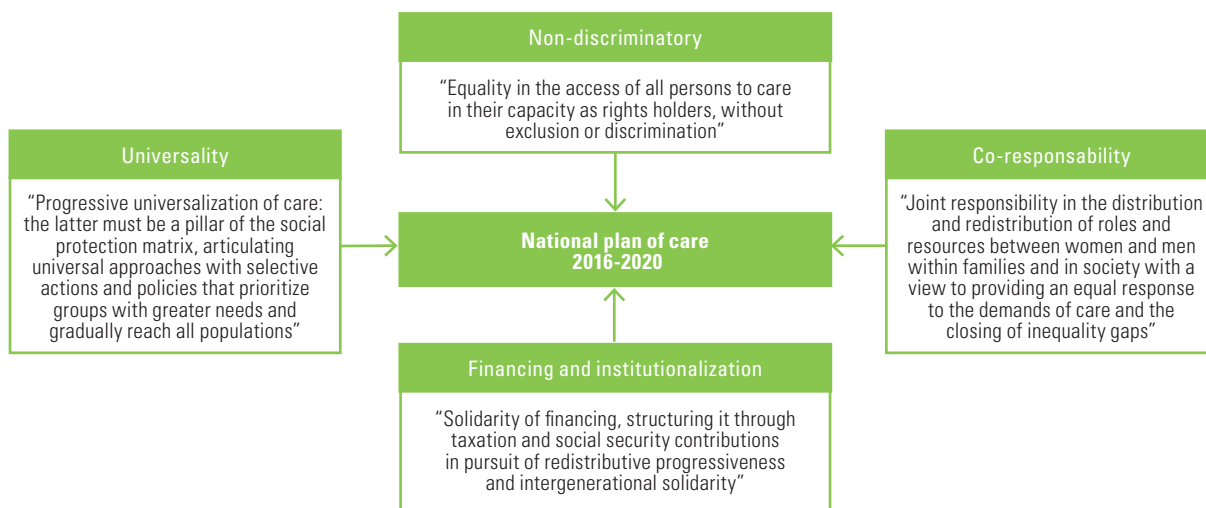 Non-discriminatory
“Equality in the access of all persons to care
in their capacity as rights holders, without
exclusion or discrimination”
Universality
“Progressive universalization of care:
the latter must be a pillar of the social
protection matrix, articulating
universal approaches with selective
actions and policies that prioritize
groups with greater needs and
gradually reach all populations”
National plan of care
2016-2020
Co-responsability
“Joint responsibility in the distribution
and redistribution of roles and
resources between women and men
within families and in society with a
view to providing an equal response
to the demands of care and the
closing of inequality gaps”
Financing and institutionalization
“Solidarity of financing, structuring it through
taxation and social security contributions
in pursuit of redistributive progressiveness
and intergenerational solidarity”